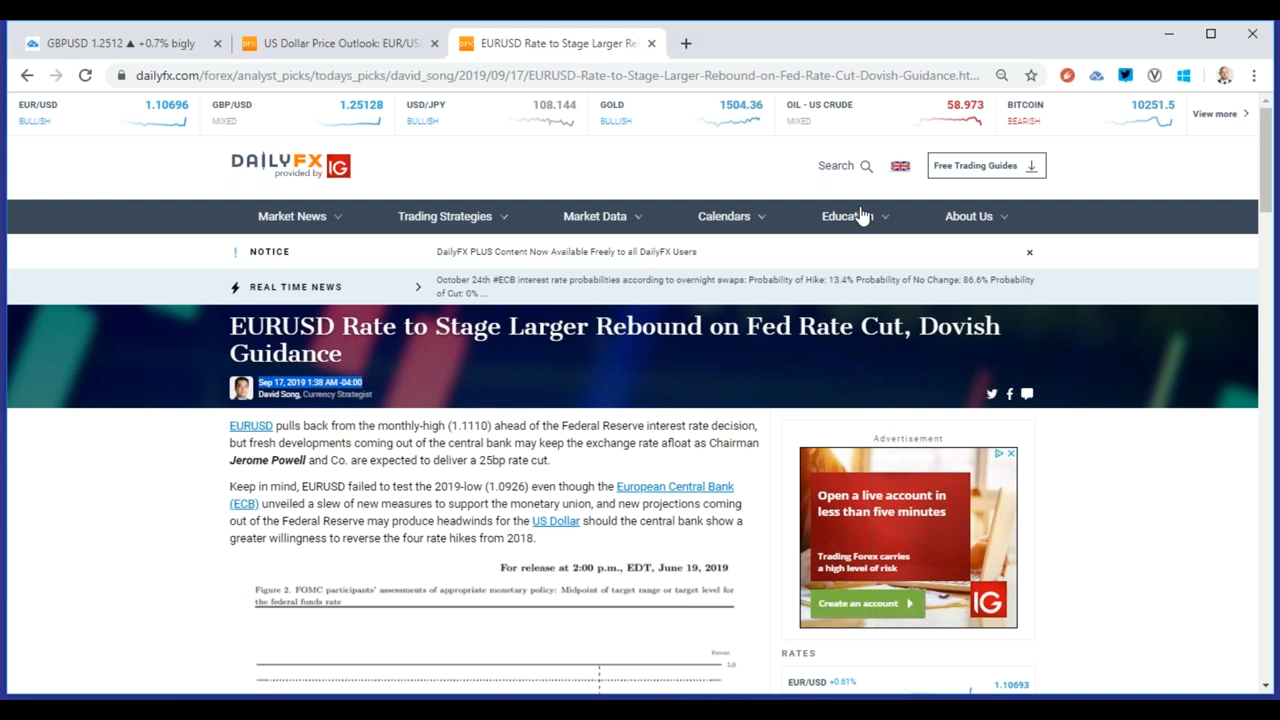 GBPUSD 1.2512 ▲ +0.7% bigly
US Dollar Price Outlook: EUR/US
EURUSD Rate to Stage Larger Re
dailyfx.com/forex/analyst_picks/todays_picks/david_song/2019/09/17/EURUSD-Rate-to-Stage-Larger-Rebound-on-Fed-Rate-Cut-Dovish-Guidance.ht...
EUR/USD 1.10696
BULLISH
GBP/USD 1.25128
MIXED
USD/JPY 108.144
BULLISH
GOLD 1504.36
BULLISH
OIL - US CRUDE 58.973
MIXED
BITCOIN 10251.5
BEARISH
View more
DAILYFX
provided by IG
Search
Free Trading Guides
Market News
Trading Strategies
Market Data
Calendars
About Us
NOTICE
DailyFX PLUS Content Now Available Freely to all DailyFX Users
REAL TIME NEWS
October 24th #ECB interest rate probabilities according to overnight swaps: Probability of Hike: 13.4% Probability of No Change: 86.6% Probability
of Cut: 0% ...
EURUSD Rate to Stage Larger Rebound on Fed Rate Cut, Dovish
Guidance
Sep 17, 2019 1:38 AM -04:00
David Song, Currency Strategist
EURUSD pulls back from the monthly-high (1.1110) ahead of the Federal Reserve interest rate decision,
but fresh developments coming out of the central bank may keep the exchange rate afloat as Chairman
Jerome Powell and Co. are expected to deliver a 25bp rate cut.
Keep in mind, EURUSD failed to test the 2019-low (1.0926) even though the European Central Bank
(ECB) unveiled a slew of new measures to support the monetary union, and new projections coming
out of the Federal Reserve may produce headwinds for the US Dollar should the central bank show a
greater willingness to reverse the four rate hikes from 2018.
For release at 2:00 p.m., EDT, June 19, 2019
Figure 2. FOMC participants' assessments of appropriate monetary policy: Midpoint of target range or target level for
the federal funds rate
Percent
5.0
Advertisement
Open a live account in
less than five minutes
Trading Forex carries
a high level of risk
Create an account
IG
RATES
EUR/USD +0.61%
1.10693